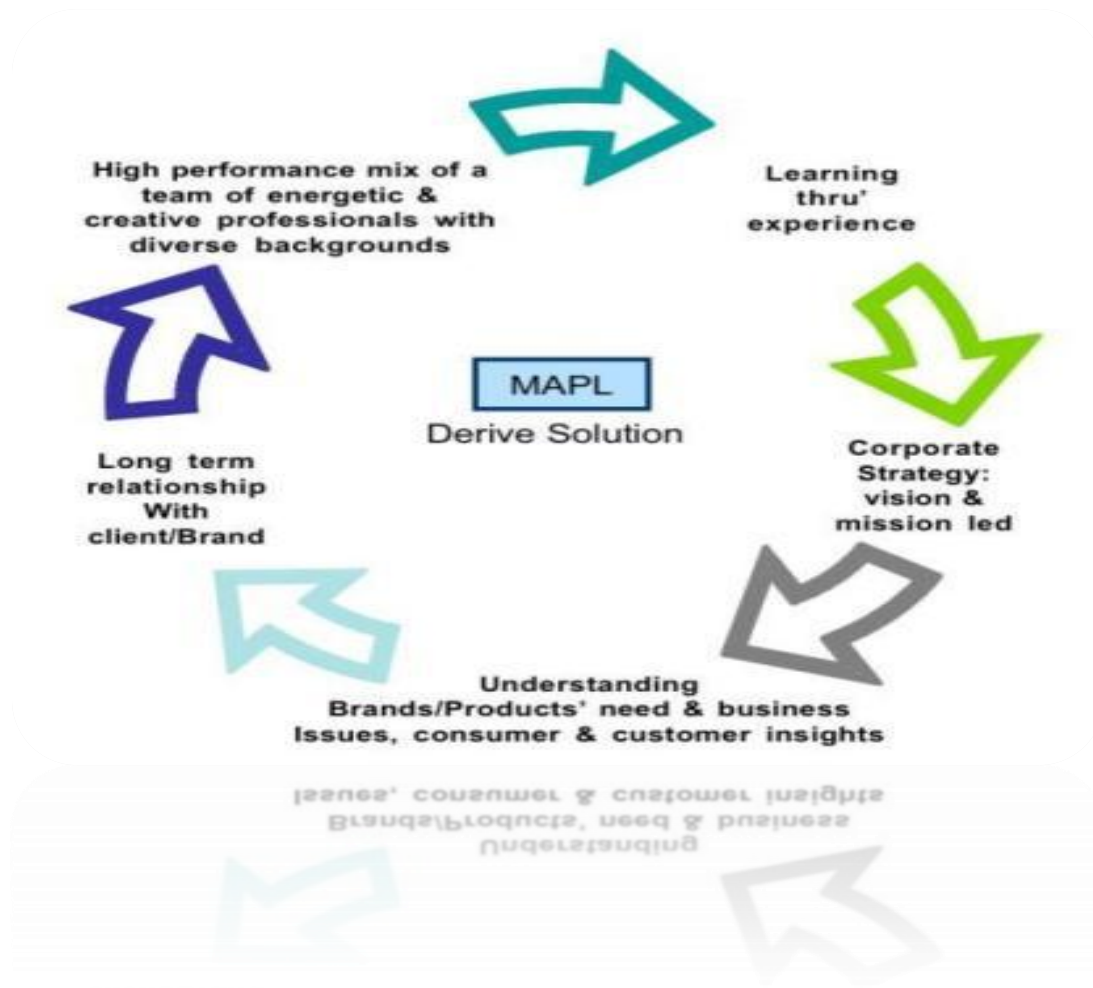 High performance mix of a
team of energetic &
creative professionals with
diverse backgrounds
Learning
thru'
experience
MAPL
Derive Solution
Corporate
Strategy:
vision &
mission led
Long term
relationship
With
client/Brand
Understanding
Brands/Products' need & business
Issues, consumer & customer insights